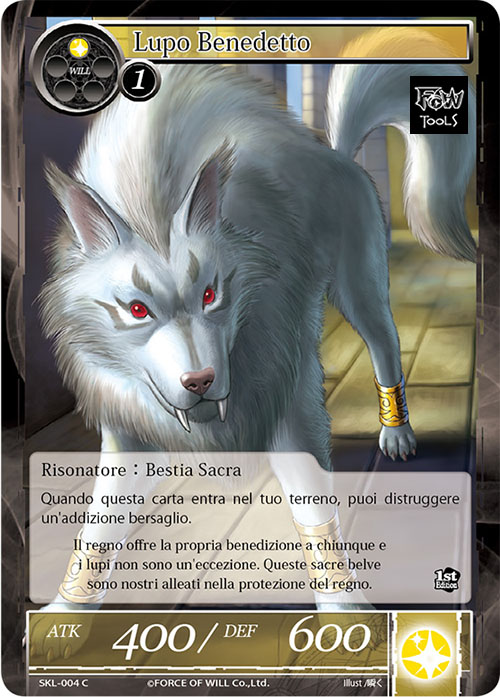 Lupo Benedetto
WILL
1
FoW
TOOLS
Risonatore : Bestia Sacra
Quando questa carta entra nel tuo terreno, puoi distruggere
un'addizione bersaglio.
Il regno offre la propria benedizione a chiunque e
i lupi non sono un'eccezione. Queste sacre belve
sono nostri alleati nella protezione del regno.
1st
Edition
ATK 400/ DEF 600
SKL-004 C ©FORCE OF WILL Co.,Ltd. Illust /瞬く